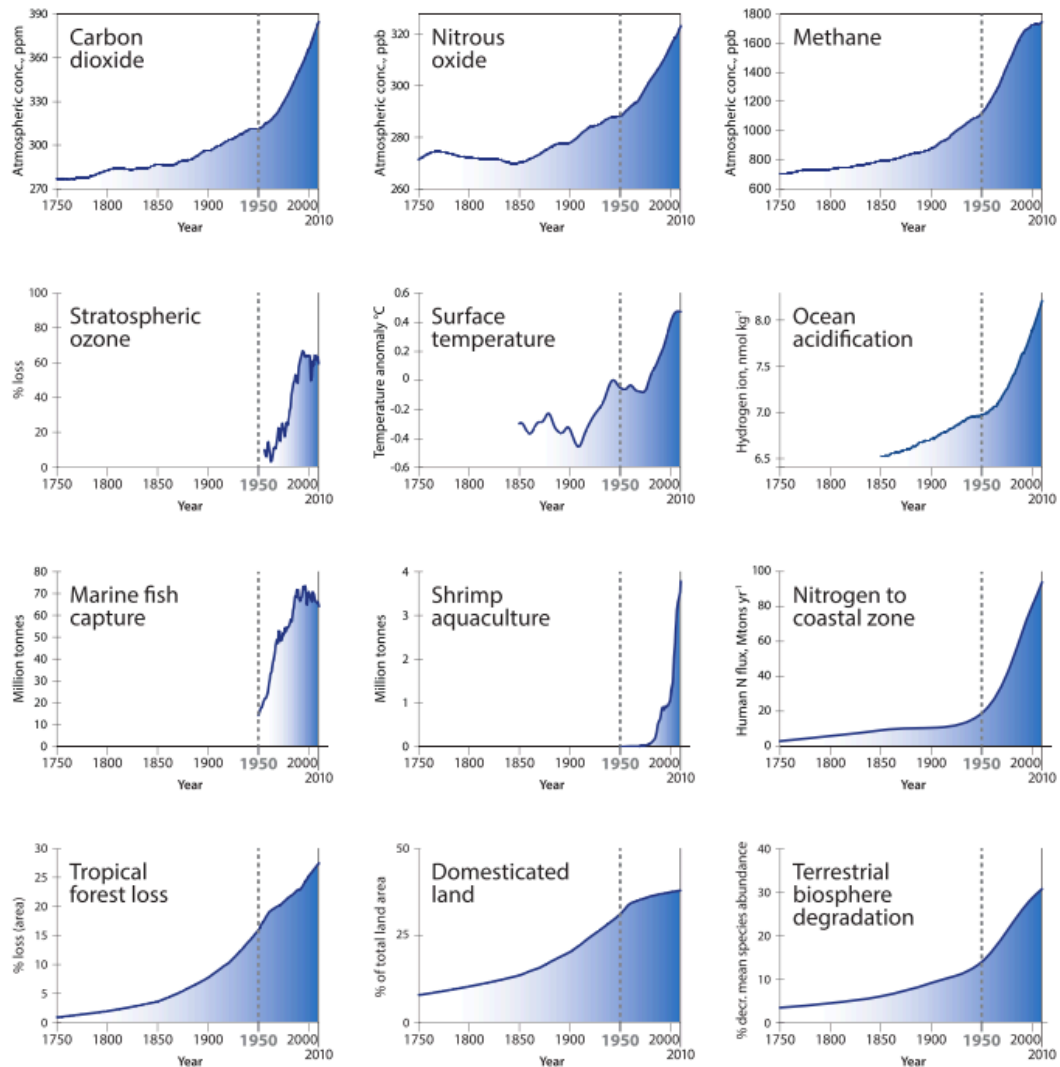 Carbon
dioxide
Atmospheric conc., ppm
390
360
330
300
270
1750 1800 1850 1900 1950 2000
2010
Year
Nitrous
oxide
Atmospheric conc., ppb
320
300
280
260
1750 1800 1850 1900 1950 2000
2010
Year
Methane
Atmospheric conc., ppb
1800
1600
1400
1200
1000
800
600
1750 1800 1850 1900 1950 2000
2010
Year
Stratospheric
ozone
% loss
100
80
60
40
20
0
1750 1800 1850 1900 1950 2000
2010
Year
Surface
temperature
Temperature anomaly °C
0.6
0.4
0.2
0
-0.2
-0.4
-0.6
1750 1800 1850 1900 1950 2000
2010
Year
Ocean
acidification
Hydrogen ion, nmol kg⁻¹
8.0
7.5
7.0
6.5
1750 1800 1850 1900 1950 2000
2010
Year
Marine fish
capture
Million tonnes
80
70
60
50
40
30
20
10
0
1750 1800 1850 1900 1950 2000
2010
Year
Shrimp
aquaculture
Million tonnes
4
3
2
1
0
1750 1800 1850 1900 1950 2000
2010
Year
Nitrogen to
coastal zone
Human N flux, Mtons yr⁻¹
100
80
60
40
20
0
1750 1800 1850 1900 1950 2000
2010
Year
Tropical
forest loss
% loss (area)
30
25
20
15
10
5
0
1750 1800 1850 1900 1950 2000
2010
Year
Domesticated
land
% of total land area
50
25
0
1750 1800 1850 1900 1950 2000
2010
Year
Terrestrial
biosphere
degradation
% decr. mean species abundance
40
30
20
10
0
1750 1800 1850 1900 1950 2000
2010
Year